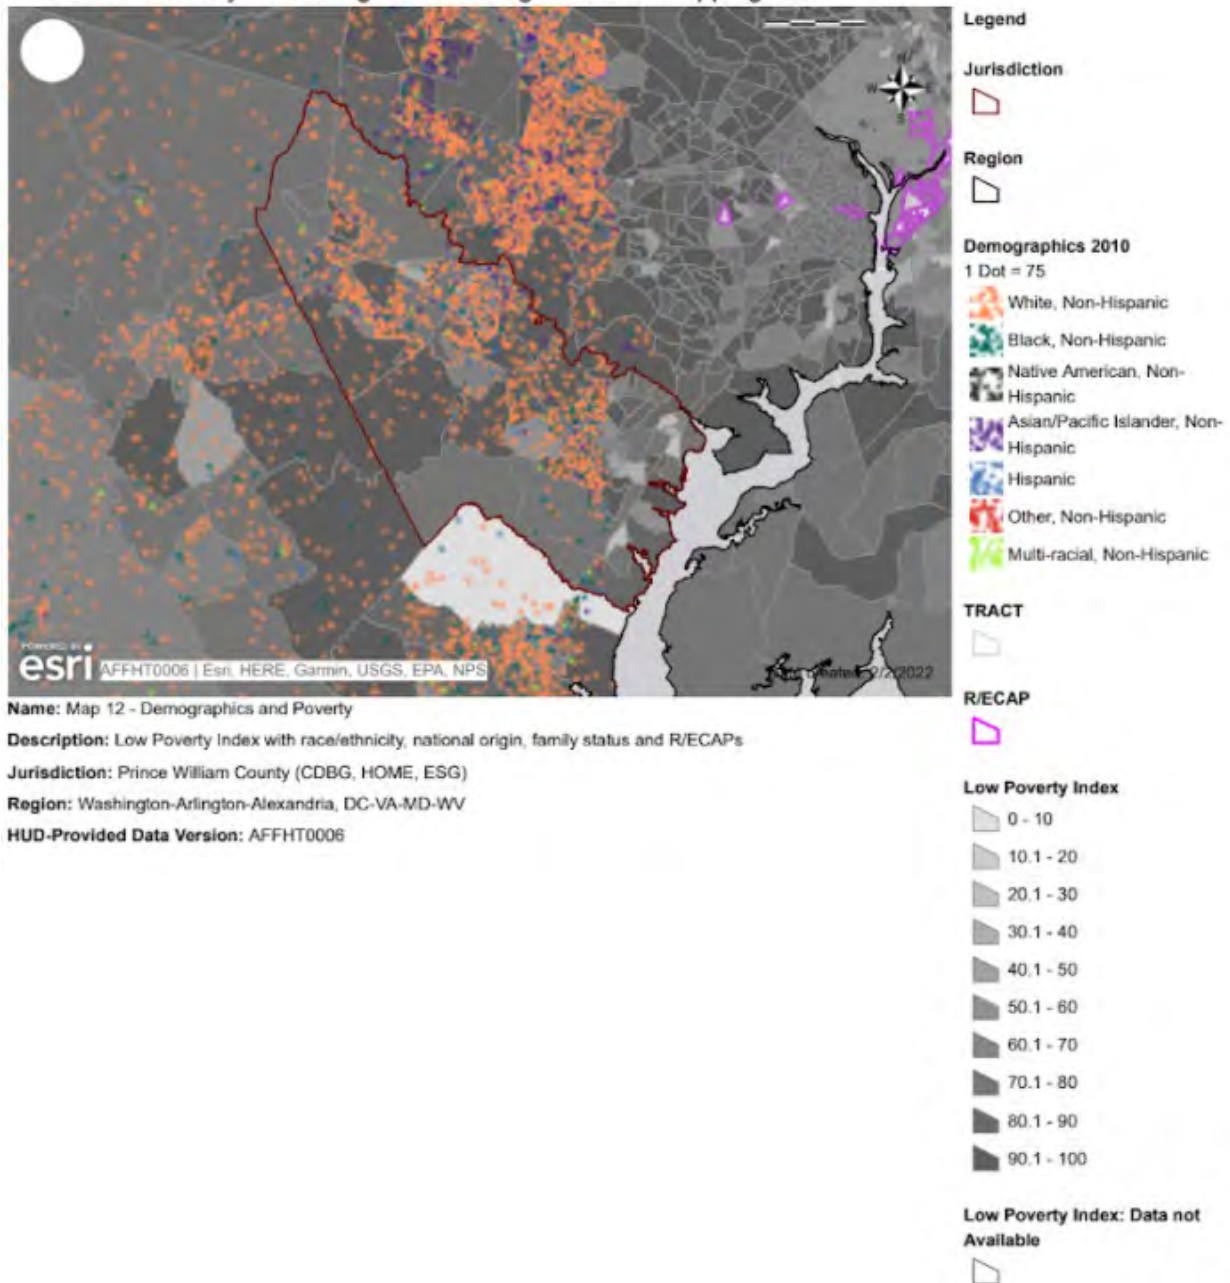 Legend
Jurisdiction
Region
Demographics 2010
1 Dot = 75
White, Non-Hispanic
Black, Non-Hispanic
Native American, Non-
Hispanic
Asian/Pacific Islander, Non-
Hispanic
Hispanic
Other, Non-Hispanic
Multi-racial, Non-Hispanic
TRACT
R/ECAP
Low Poverty Index
0 - 10
10.1 - 20
20.1 - 30
30.1 - 40
40.1 - 50
50.1 - 60
60.1 - 70
70.1 - 80
80.1 - 90
90.1 - 100
Low Poverty Index: Data not
Available
N
W E
S
POWERED BY
esri
AFFHT0006 | Esri, HERE, Garmin, USGS, EPA, NPS
2/2/2022
Name: Map 12 - Demographics and Poverty
Description: Low Poverty Index with race/ethnicity, national origin, family status and R/ECAPs
Jurisdiction: Prince William County (CDBG, HOME, ESG)
Region: Washington-Arlington-Alexandria, DC-VA-MD-WV
HUD-Provided Data Version: AFFHT0006